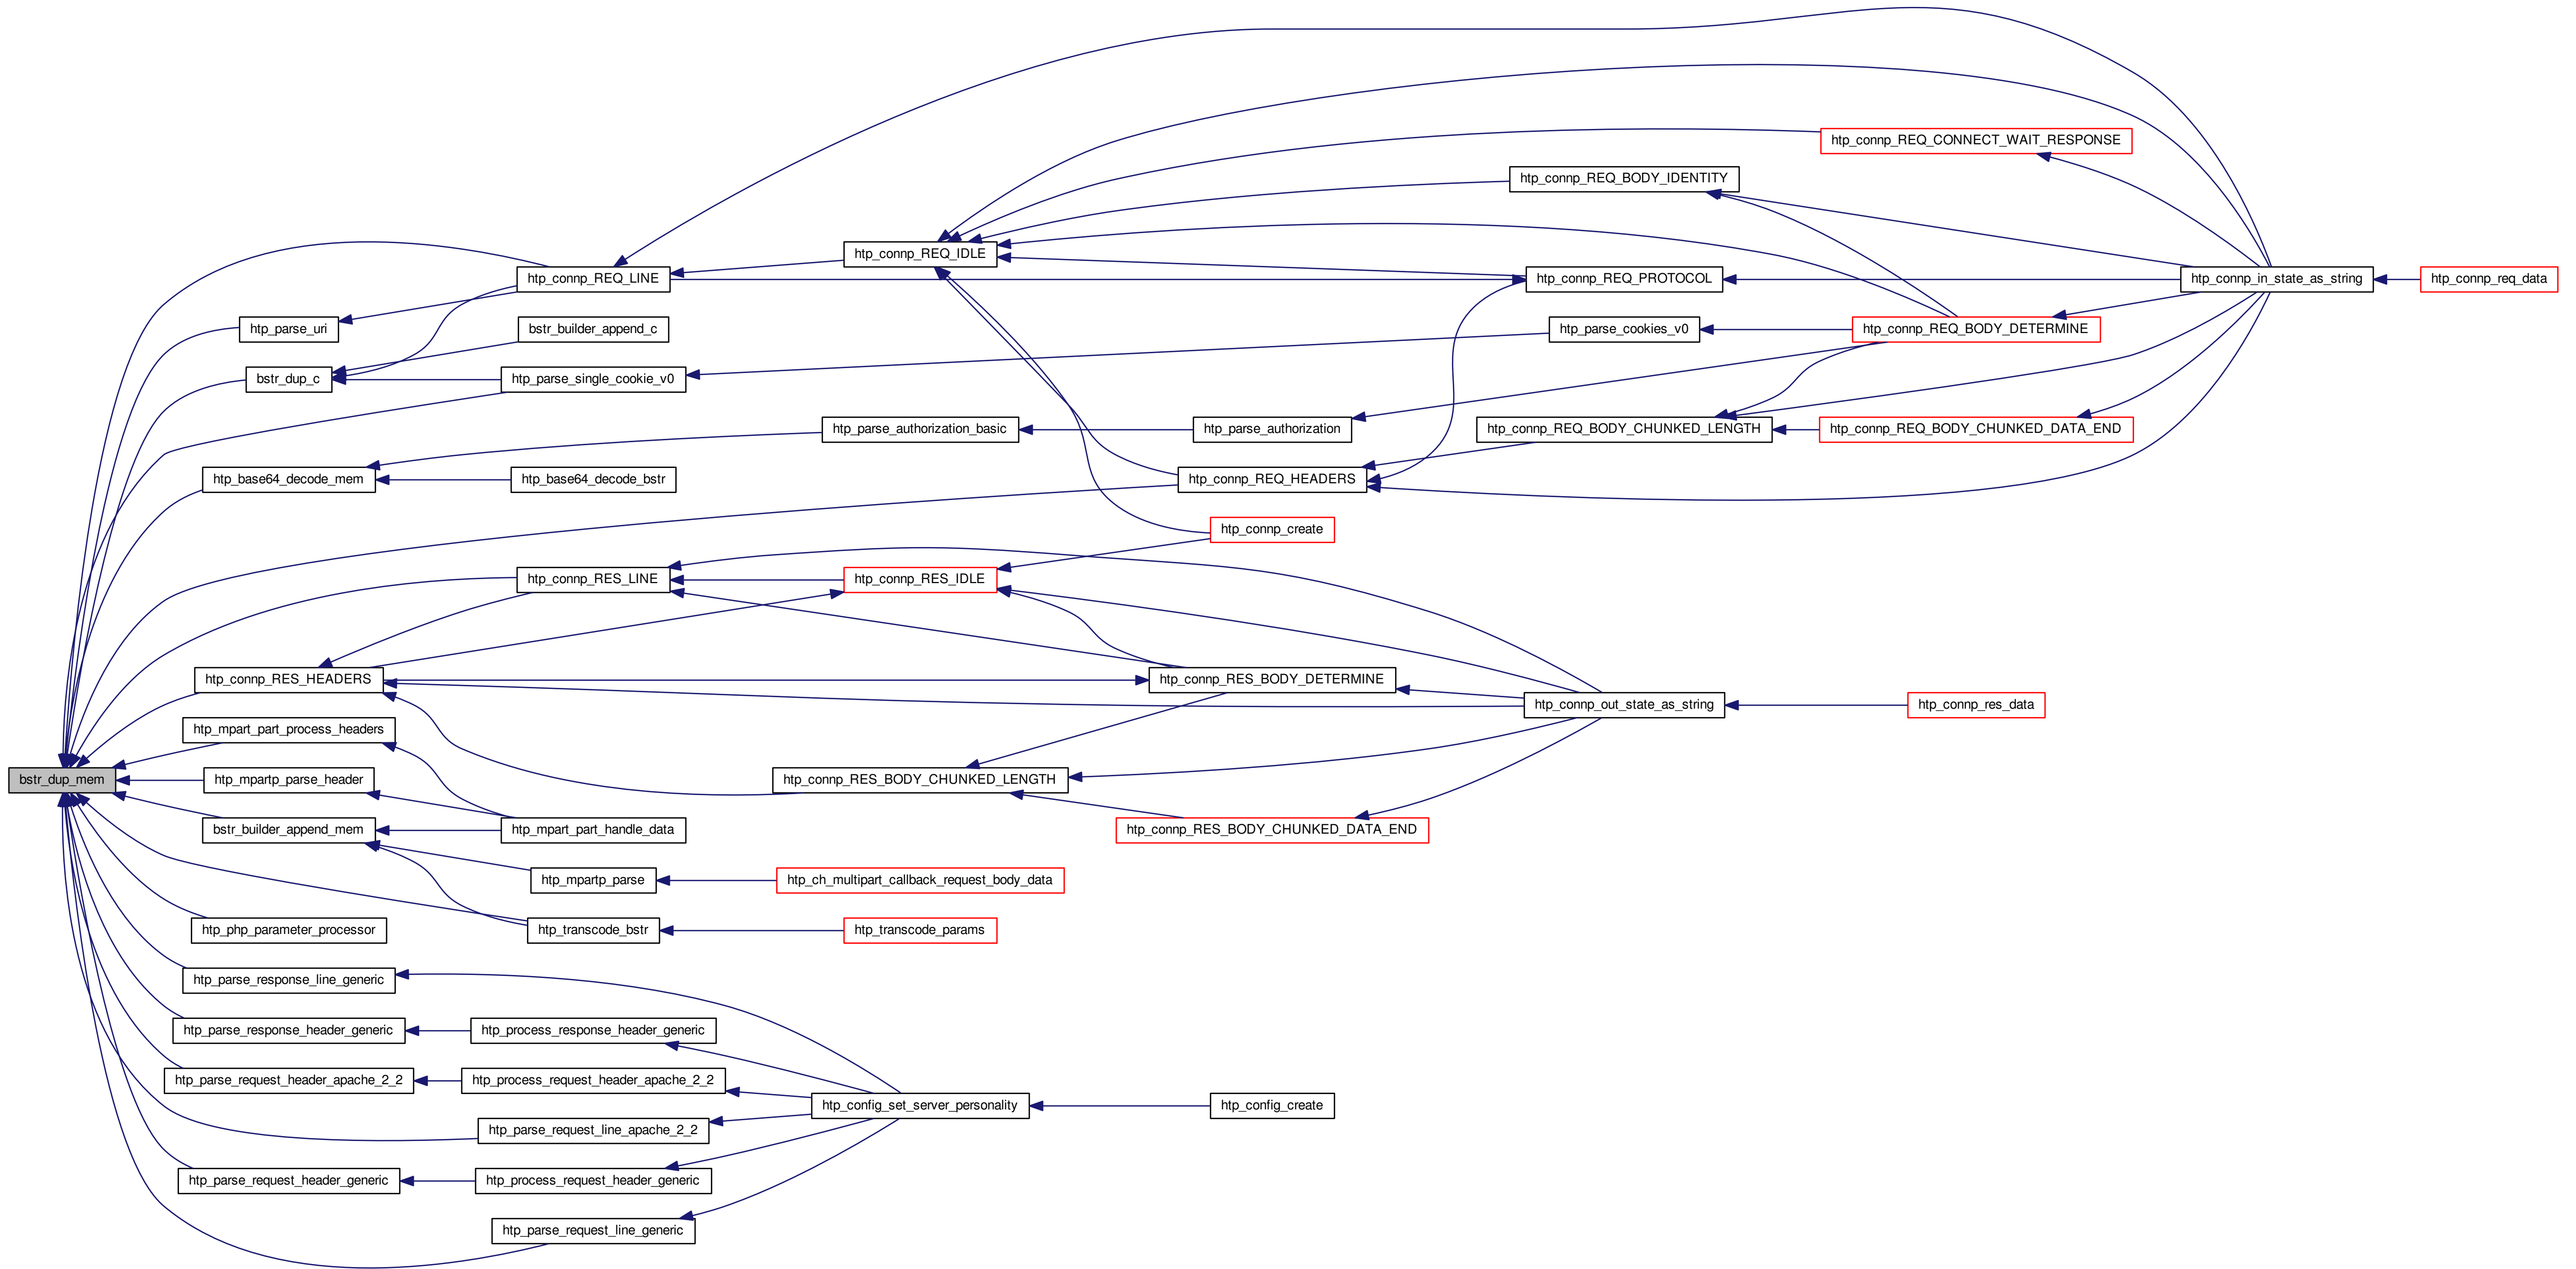 htp_connp_REQ_CONNECT_WAIT_RESPONSE
htp_connp_REQ_BODY_IDENTITY
htp_connp_REQ_IDLE
htp_connp_REQ_LINE
htp_connp_REQ_PROTOCOL
htp_connp_in_state_as_string
htp_connp_req_data
htp_parse_uri
bstr_builder_append_c
htp_parse_cookies_v0
htp_connp_REQ_BODY_DETERMINE
bstr_dup_c
htp_parse_single_cookie_v0
htp_parse_authorization_basic
htp_parse_authorization
htp_connp_REQ_BODY_CHUNKED_LENGTH
htp_connp_REQ_BODY_CHUNKED_DATA_END
htp_base64_decode_mem
htp_base64_decode_bstr
htp_connp_REQ_HEADERS
htp_connp_create
htp_connp_RES_LINE
htp_connp_RES_IDLE
htp_connp_RES_HEADERS
htp_connp_RES_BODY_DETERMINE
htp_connp_out_state_as_string
htp_connp_res_data
htp_mpart_part_process_headers
bstr_dup_mem
htp_mpartp_parse_header
htp_connp_RES_BODY_CHUNKED_LENGTH
bstr_builder_append_mem
htp_mpart_part_handle_data
htp_connp_RES_BODY_CHUNKED_DATA_END
htp_mpartp_parse
htp_ch_multipart_callback_request_body_data
htp_php_parameter_processor
htp_transcode_bstr
htp_transcode_params
htp_parse_response_line_generic
htp_parse_response_header_generic
htp_process_response_header_generic
htp_parse_request_header_apache_2_2
htp_process_request_header_apache_2_2
htp_config_set_server_personality
htp_config_create
htp_parse_request_line_apache_2_2
htp_parse_request_header_generic
htp_process_request_header_generic
htp_parse_request_line_generic